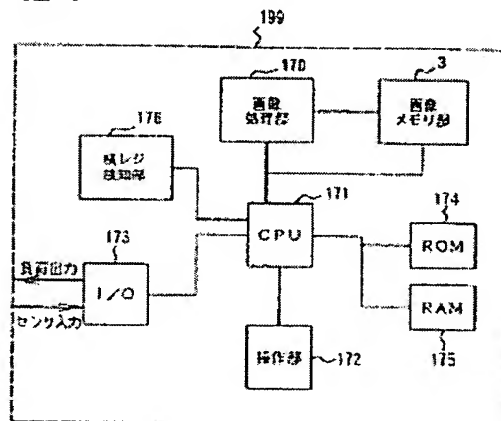 199
170
3
画像
処理部
画像
メモリ部
176
横レジ
検知部
171
CPU
174
ROM
173
負荷出力
I/O
センサ入力
RAM
175
操作部
172